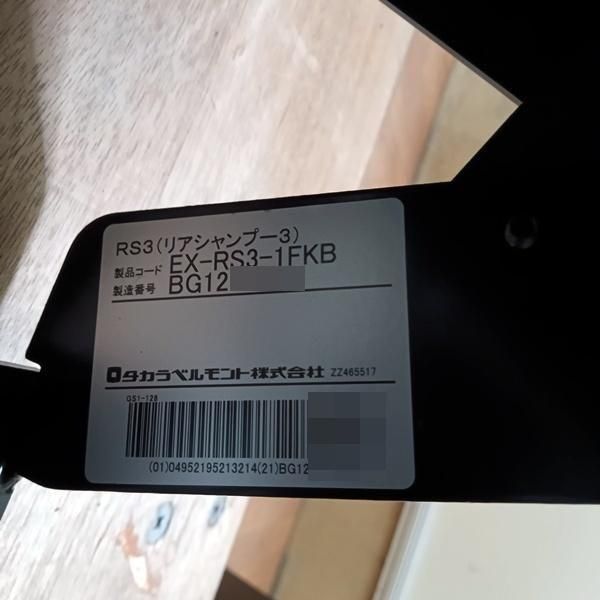 RS3(リアシャンプー3)
製品コード EX-RS3-1FKB
製造番号 BG12
タカラベルモント株式会社 ZZ465517
GS1-128
(01)04952195213214(21)BG12